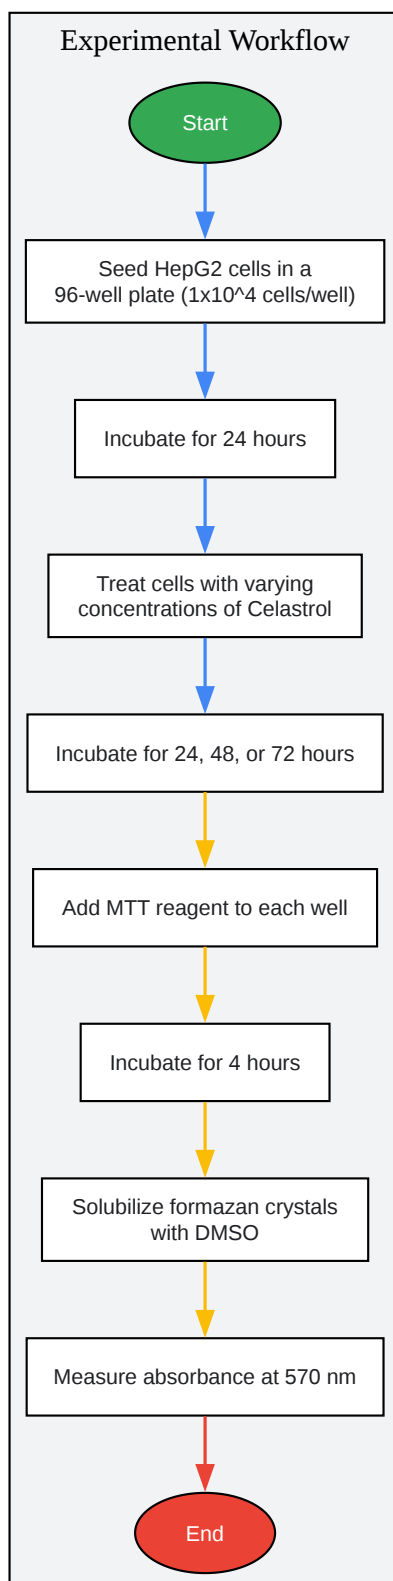 Experimental Workflow
Start
Seed HepG2 cells in a
96-well plate (1x10^4 cells/well)
Incubate for 24 hours
Treat cells with varying
concentrations of Celastrol
Incubate for 24, 48, or 72 hours
Add MTT reagent to each well
Incubate for 4 hours
Solubilize formazan crystals
with DMSO
Measure absorbance at 570 nm
End